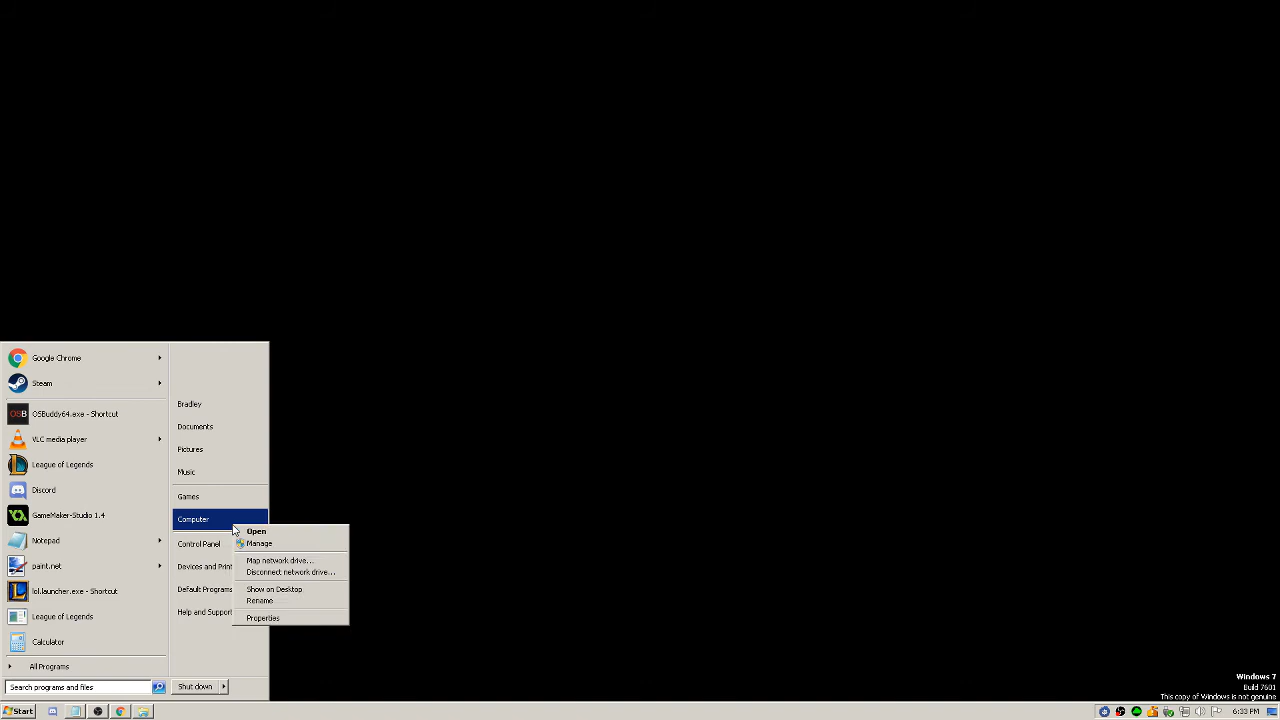 Google Chrome
Steam
OSBuddy64.exe - Shortcut
VLC media player
League of Legends
Discord
GameMaker-Studio 1.4
Notepad
paint.net
lol.launcher.exe - Shortcut
League of Legends
Calculator
All Programs
Search programs and files
Bradley
Documents
Pictures
Music
Games
Computer
Control Panel
Devices and Print
Default Programs
Help and Support
Shut down
Open
Manage
Map network drive...
Disconnect network drive...
Show on Desktop
Rename
Properties
OSB
Windows 7
Build 7601
This copy of Windows is not genuine
Start
6:33 PM